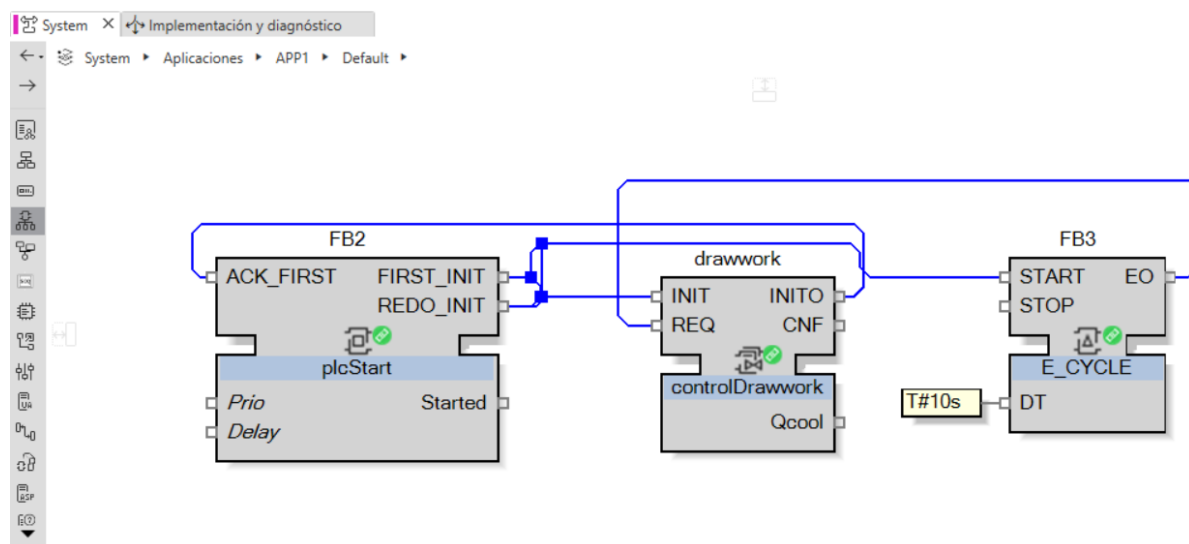 System
Implementación y diagnóstico
System ▸ Aplicaciones ▸ APP1 ▸ Default ▸
FB2
ACK_FIRST FIRST_INIT
REDO_INIT
plcStart
Prio Started
Delay
drawwork
INIT INITO
REQ CNF
controlDrawwork
Qcool
FB3
START EO
STOP
E_CYCLE
T#10s
DT